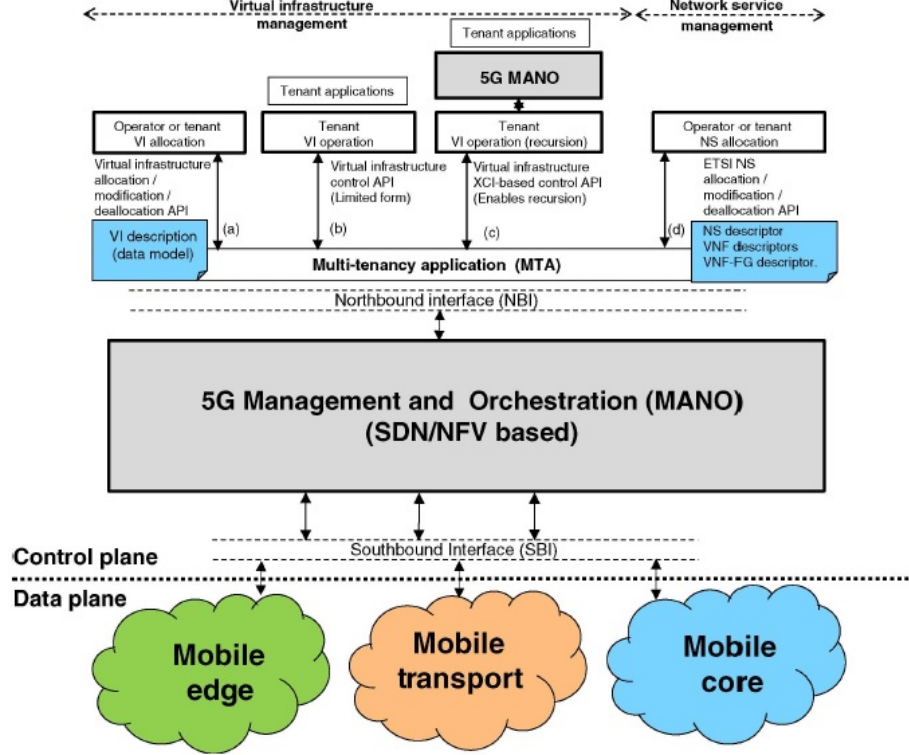 Virtual infrastructure
management
Network service
management
Tenant applications
5G MANO
Tenant applications
Operator or tenant
VI allocation
Tenant
VI operation
Tenant
VI operation (recursion)
Operator or tenant
NS allocation
Virtual infrastructure
allocation /
modification /
deallocation API
Virtual infrastructure
control API
(Limited form)
Virtual infrastructure
XCI-based control API
(Enables recursion)
ETSI NS
allocation /
modification /
deallocation API
(a)
(b)
(c)
(d)
VI description
(data model)
NS descriptor
VNF descriptors
VNF-FG descriptor.
Multi-tenancy application (MTA)
Northbound interface (NBI)
5G Management and Orchestration (MANO)
(SDN/NFV based)
Southbound Interface (SBI)
Control plane
Data plane
Mobile
edge
Mobile
transport
Mobile
core